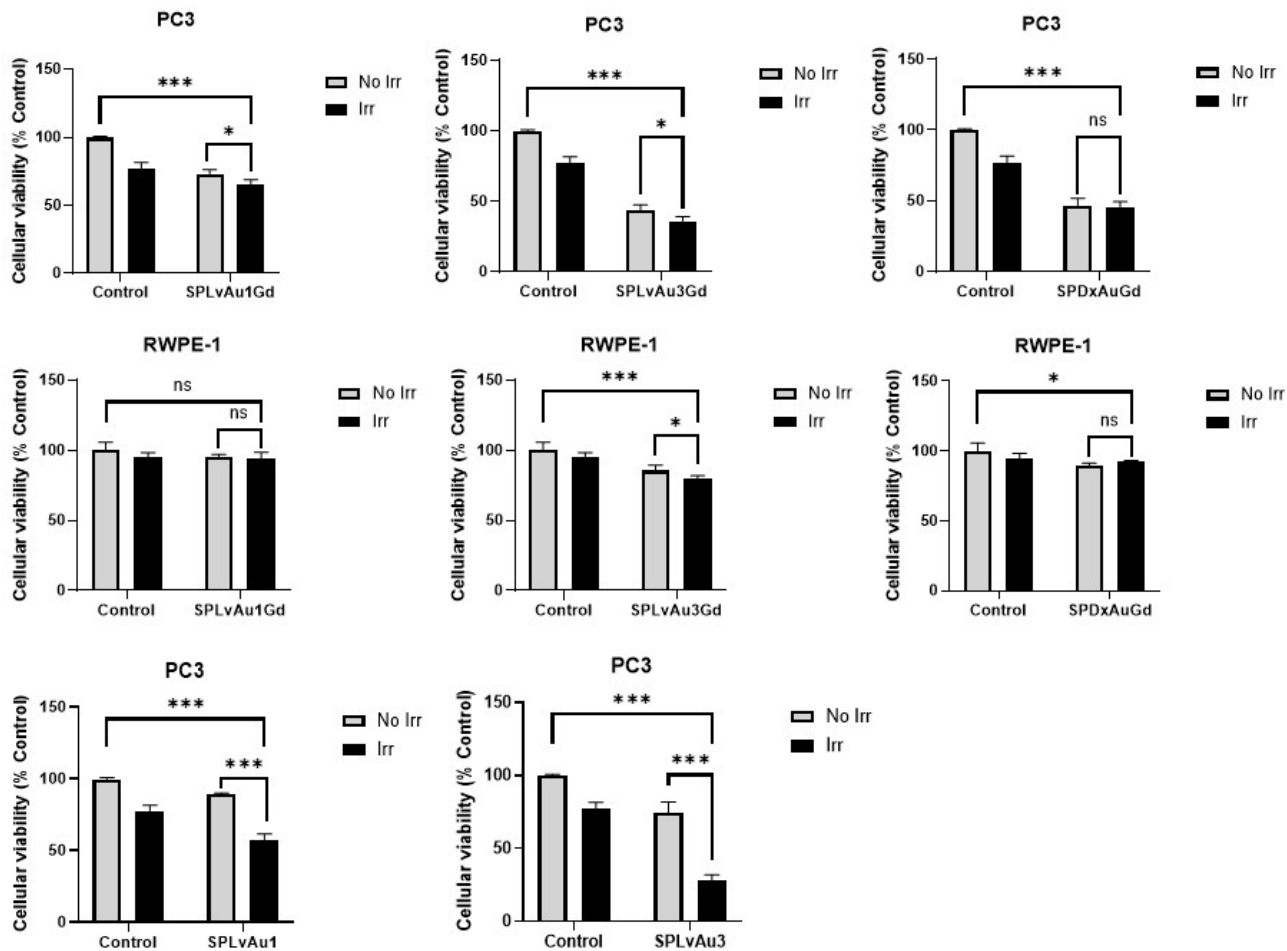 PC3
Cellular viability (% Control)
150
100
50
0
***
*
Control
SPLvAu1Gd
No Irr
Irr
PC3
Cellular viability (% Control)
150
100
50
0
***
*
Control
SPLvAu3Gd
No Irr
Irr
PC3
Cellular viability (% Control)
150
100
50
0
***
ns
Control
SPDxAuGd
No Irr
Irr
RWPE-1
Cellular viability (% Control)
150
100
50
0
ns
ns
Control
SPLvAu1Gd
No Irr
Irr
RWPE-1
Cellular viability (% Control)
150
100
50
0
***
*
Control
SPLvAu3Gd
No Irr
Irr
RWPE-1
Cellular viability (% Control)
150
100
50
0
*
ns
Control
SPDxAuGd
No Irr
Irr
PC3
Cellular viability (% Control)
150
100
50
0
***
***
Control
SPLvAu1
No Irr
Irr
PC3
Cellular viability (% Control)
150
100
50
0
***
***
Control
SPLvAu3
No Irr
Irr